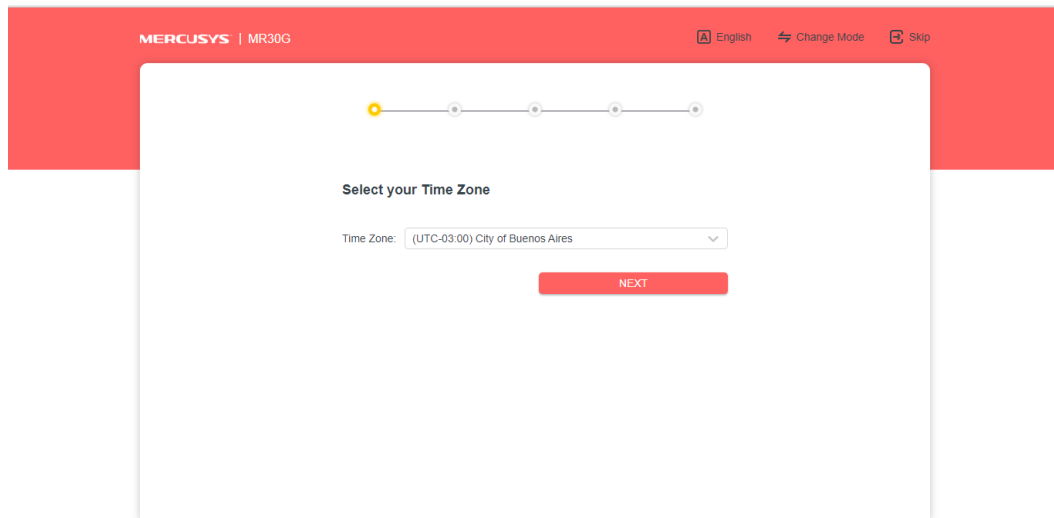 MERCUSYS | MR30G
A English Change Mode Skip
Select your Time Zone
Time Zone: (UTC-03:00) City of Buenos Aires
NEXT